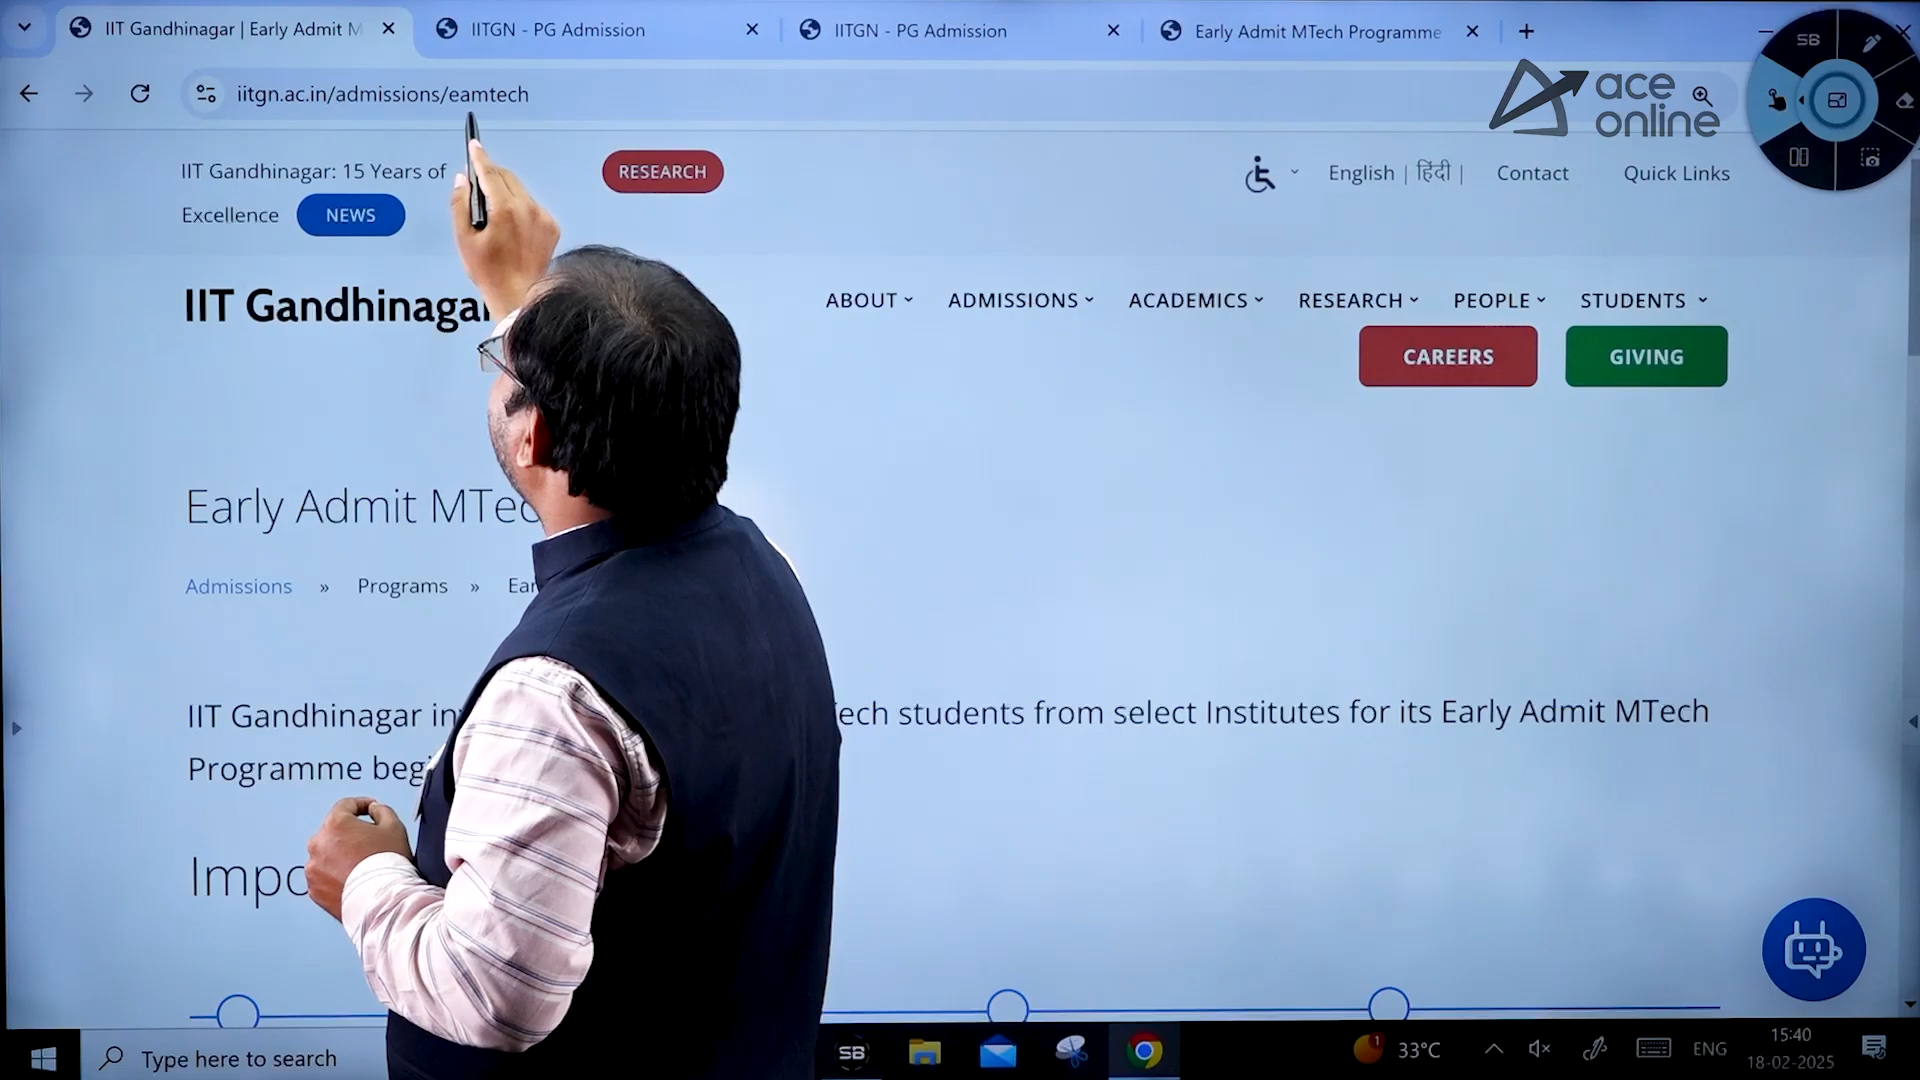 IIT Gandhinagar | Early Admit M
IITGN - PG Admission
IITGN - PG Admission
Early Admit MTech Programme
SB
iitgn.ac.in/admissions/eamtech
ace
online
IIT Gandhinagar: 15 Years of
Excellence
NEWS
RESEARCH
English | हिंदी |
Contact
Quick Links
IIT Gandhinagar
ABOUT
ADMISSIONS
ACADEMICS
RESEARCH
PEOPLE
STUDENTS
CAREERS
GIVING
Early Admit MTec
Admissions » Programs » Ear
IIT Gandhinagar in
ech students from select Institutes for its Early Admit MTech
Programme beg
Impo
Type here to search
SB
1
33°C
ENG
15:40
18-02-2025